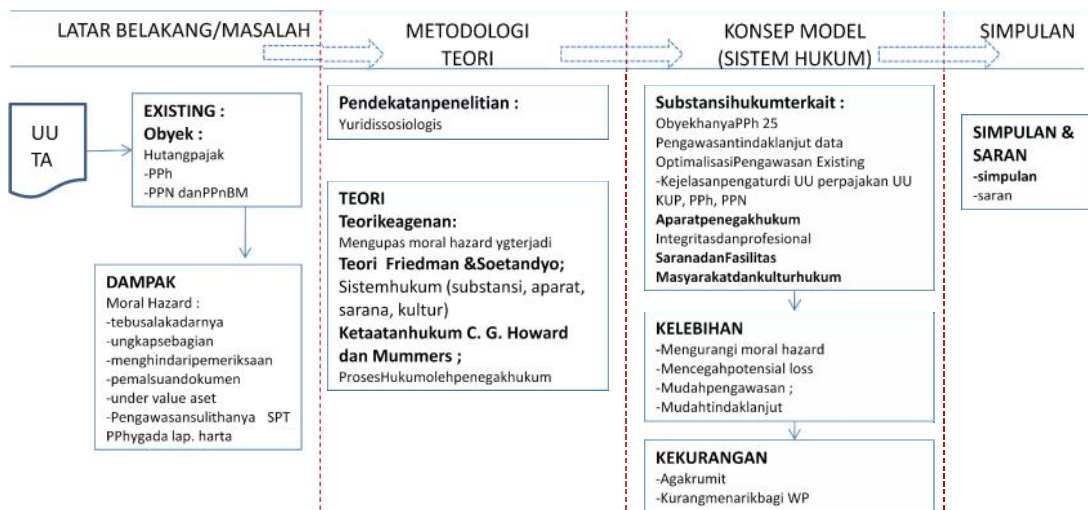 LATAR BELAKANG/MASALAH
METODOLOGI
TEORI
KONSEP MODEL
(SISTEM HUKUM)
SIMPULAN
UU
TA
EXISTING :
Obyek :
Hutangpajak
-PPh
-PPN danPPnBM
DAMPAK
Moral Hazard :
-tebusalakadarnya
-ungkapsebagian
-menghindaripemeriksaan
-pemalsuandokumen
-under value aset
-Pengawasansulithanya SPT
PPhygada lap. harta
Pendekatanpenelitian :
Yuridissosiologis
TEORI
Teorikeagenan:
Mengupas moral hazard ygterjadi
Teori Friedman &Soetandyo;
Sistemhukum (substansi, aparat,
sarana, kultur)
Ketaatanhukum C. G. Howard
dan Mummers ;
ProsesHukumolehpenegakhukum
Substansihukumterkait :
ObyekhanyaPPh 25
Pengawasantindaklanjut data
OptimalisasiPengawasan Existing
-Kejelasanpengaturdi UU perpajakan UU
KUP, PPh, PPN
Aparatpenegakhukum
Integritasdanprofesional
SaranadanFasilitas
Masyarakatdankulturhukum
KELEBIHAN
-Mengurangi moral hazard
-Mencegahpotensial loss
-Mudahpengawasan ;
-Mudahtindaklanjut
KEKURANGAN
-Agakrumit
-Kurangmenarikbagi WP
SIMPULAN &
SARAN
-simpulan
-saran